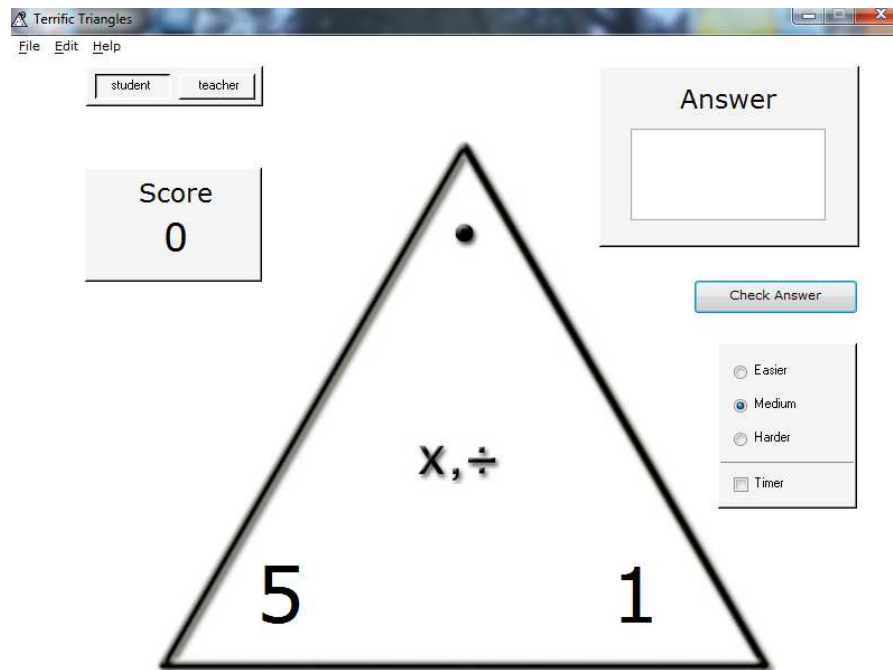 Terrific Triangles
File Edit Help
student teacher
Answer
Score
0
Check Answer
Easier
Medium
Harder
Timer
x,÷
5 1